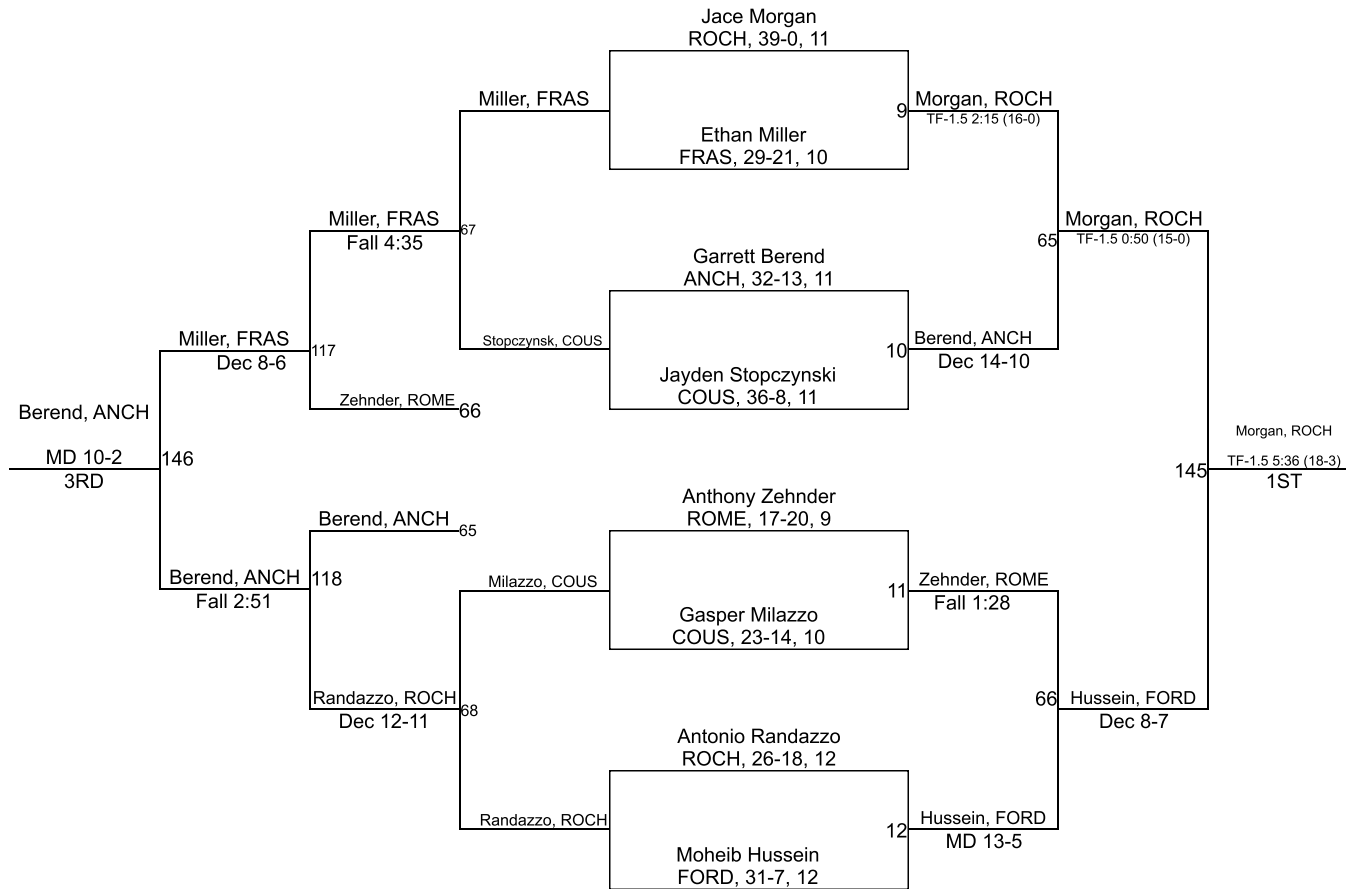 Jace Morgan
ROCH, 39-0, 11
Miller, FRAS
9
Morgan, ROCH
TF-1.5 2:15 (16-0)
Ethan Miller
FRAS, 29-21, 10
Miller, FRAS
Fall 4:35
67
Morgan, ROCH
TF-1.5 0:50 (15-0)
65
Garrett Berend
ANCH, 32-13, 11
Miller, FRAS
Dec 8-6
117
Stopczynsk, COUS
10
Berend, ANCH
Dec 14-10
Jayden Stopczynski
COUS, 36-8, 11
Zehnder, ROME
66
Berend, ANCH
MD 10-2
3RD
146
Morgan, ROCH
TF-1.5 5:36 (18-3)
1ST
145
Anthony Zehnder
ROME, 17-20, 9
Berend, ANCH
65
Berend, ANCH
Fall 2:51
118
Milazzo, COUS
11
Zehnder, ROME
Fall 1:28
Gasper Milazzo
COUS, 23-14, 10
Randazzo, ROCH
Dec 12-11
68
66
Hussein, FORD
Dec 8-7
Antonio Randazzo
ROCH, 26-18, 12
Randazzo, ROCH
12
Hussein, FORD
MD 13-5
Moheib Hussein
FORD, 31-7, 12